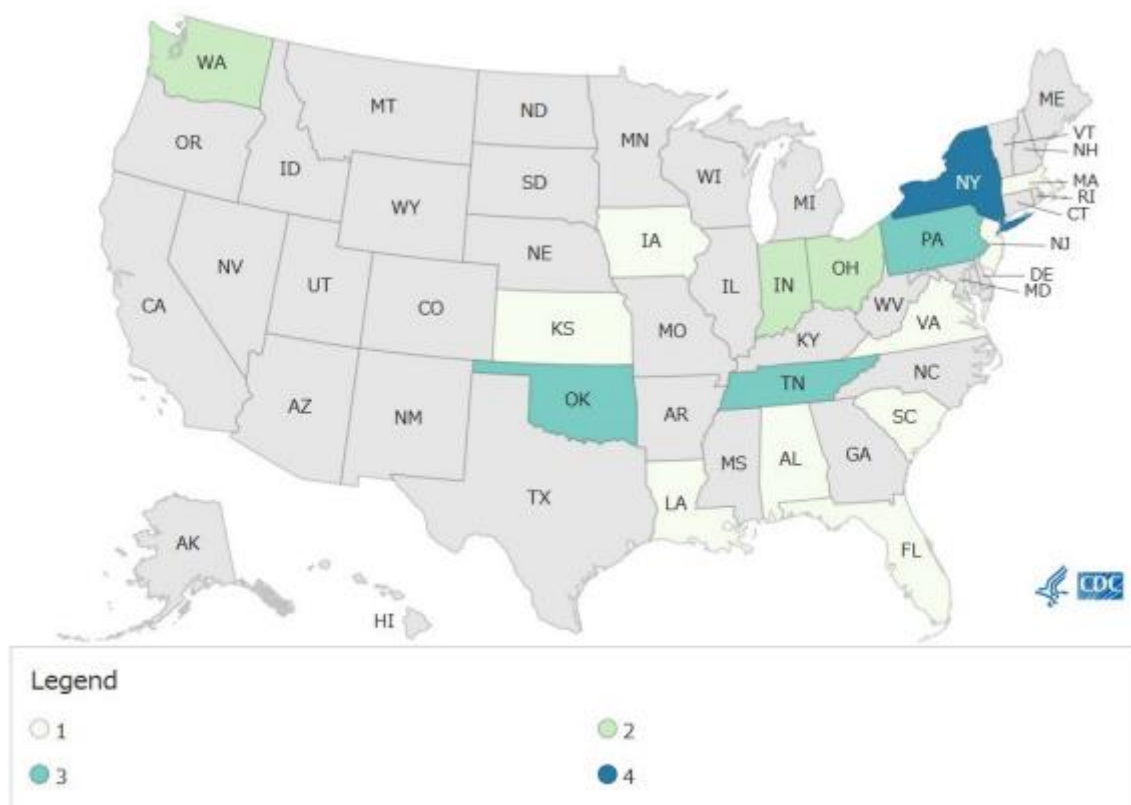 WA
MT
ND
MN
ME
VT
NH
OR
ID
SD
WI
NY
MA
RI
WY
MI
CT
IA
PA
NJ
NE
NV
OH
IN
IL
DE
UT
MD
CA
CO
WV
KS
MO
VA
KY
NC
TN
OK
AZ
NM
AR
SC
MS
AL
GA
TX
LA
AK
FL
CDC
HI
Legend
1
2
3
4